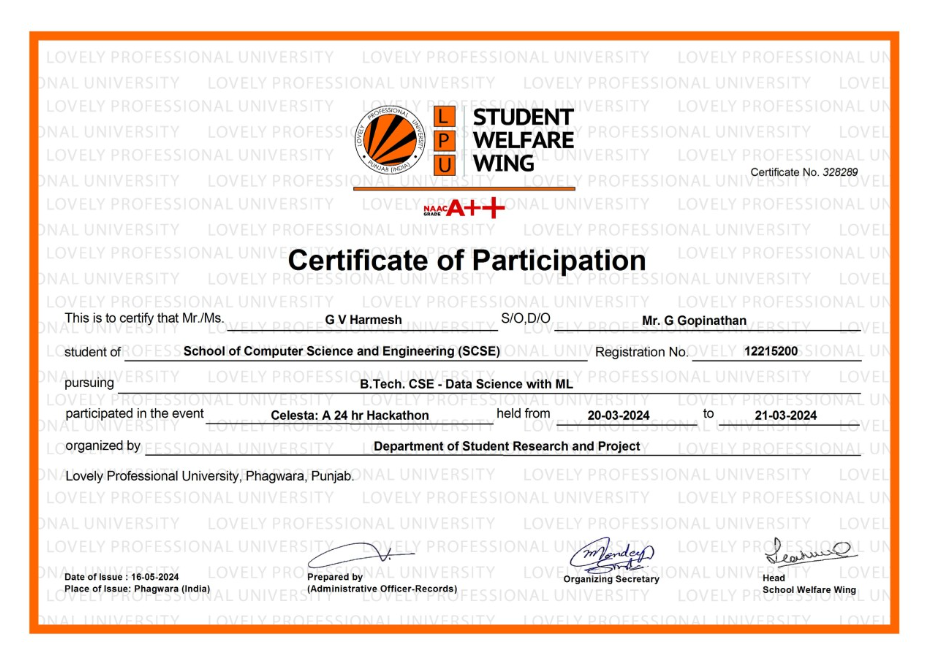 PROFESSIONAL
LOVELY UNIVERSITY
PUNJAB (INDIA)
L
P
U
STUDENT
WELFARE
WING
Certificate No. 328289
NAAC
GRADE A++
Certificate of Participation
This is to certify that Mr./Ms. G V Harmesh S/O,D/O Mr. G Gopinathan
student of School of Computer Science and Engineering (SCSE) Registration No. 12215200
pursuing B.Tech. CSE - Data Science with ML
participated in the event Celesta: A 24 hr Hackathon held from 20-03-2024 to 21-03-2024
organized by Department of Student Research and Project
Lovely Professional University, Phagwara, Punjab.
Date of Issue : 16-05-2024
Place of Issue: Phagwara (India)
Prepared by
(Administrative Officer-Records)
Organizing Secretary
Head
School Welfare Wing
LOVELY PROFESSIONAL UNIVERSITY